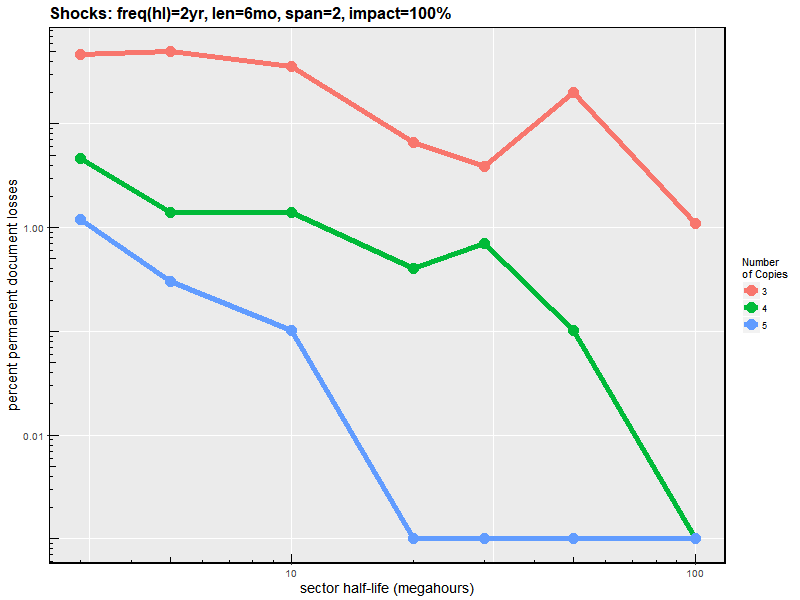 Shocks: freq(hl)=2yr, len=6mo, span=2, impact=100%
percent permanent document losses
1.00
0.01
10
100
sector half-life (megahours)
Number
of Copies
3
4
5